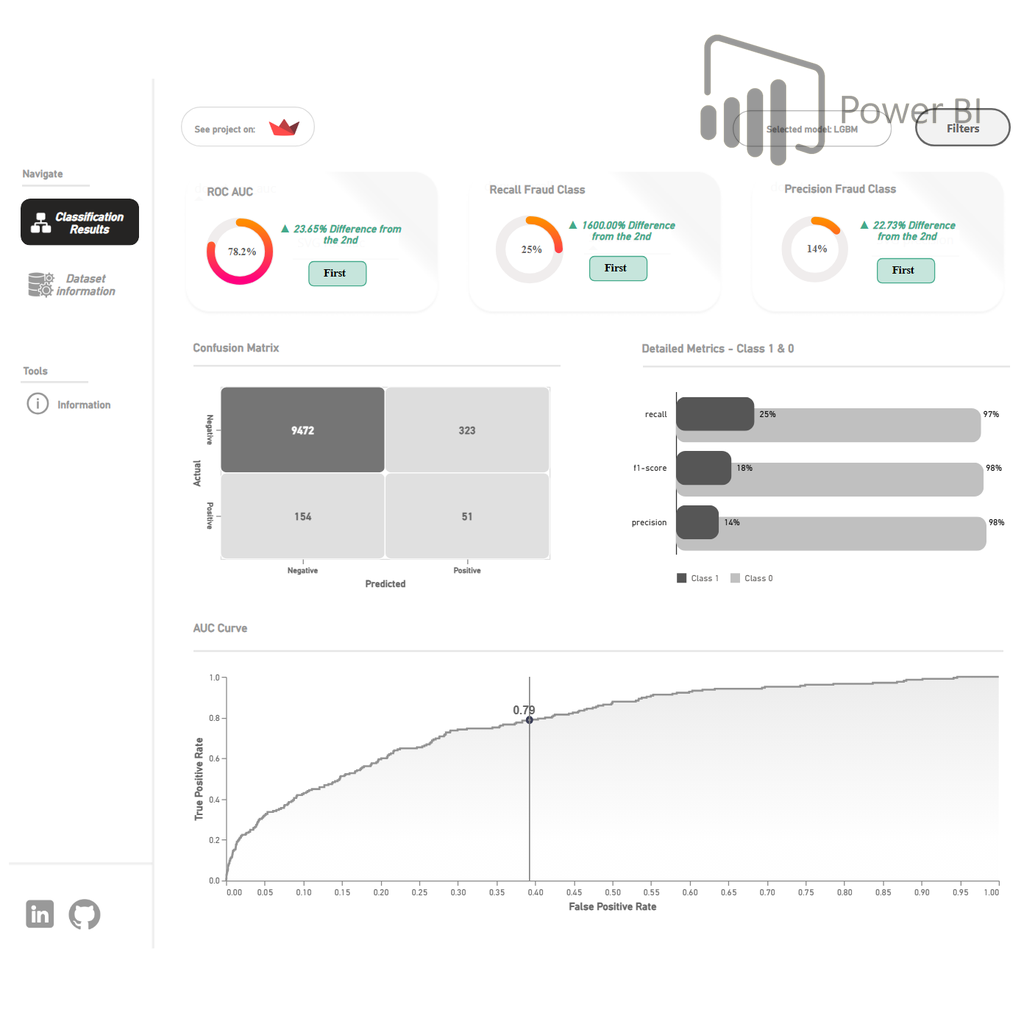 Power BI
See project on:
Selected model: LGBM
Filters
Navigate
Classification
Results
Dataset
information
Tools
Information
ROC AUC
78.2%
▲ 23.65% Difference from
the 2nd
First
Recall Fraud Class
25%
▲ 1600.00% Difference
from the 2nd
First
Precision Fraud Class
14%
▲ 22.73% Difference
from the 2nd
First
Confusion Matrix
Actual
Negative
9472
323
Positive
154
51
Negative
Positive
Predicted
Detailed Metrics - Class 1 & 0
recall
25%
97%
f1-score
18%
98%
precision
14%
98%
Class 1
Class 0
AUC Curve
True Positive Rate
1.0
0.8
0.6
0.4
0.2
0.0
0.79
0.00 0.05 0.10 0.15 0.20 0.25 0.30 0.35 0.40 0.45 0.50 0.55 0.60 0.65 0.70 0.75 0.80 0.85 0.90 0.95 1.00
False Positive Rate
in